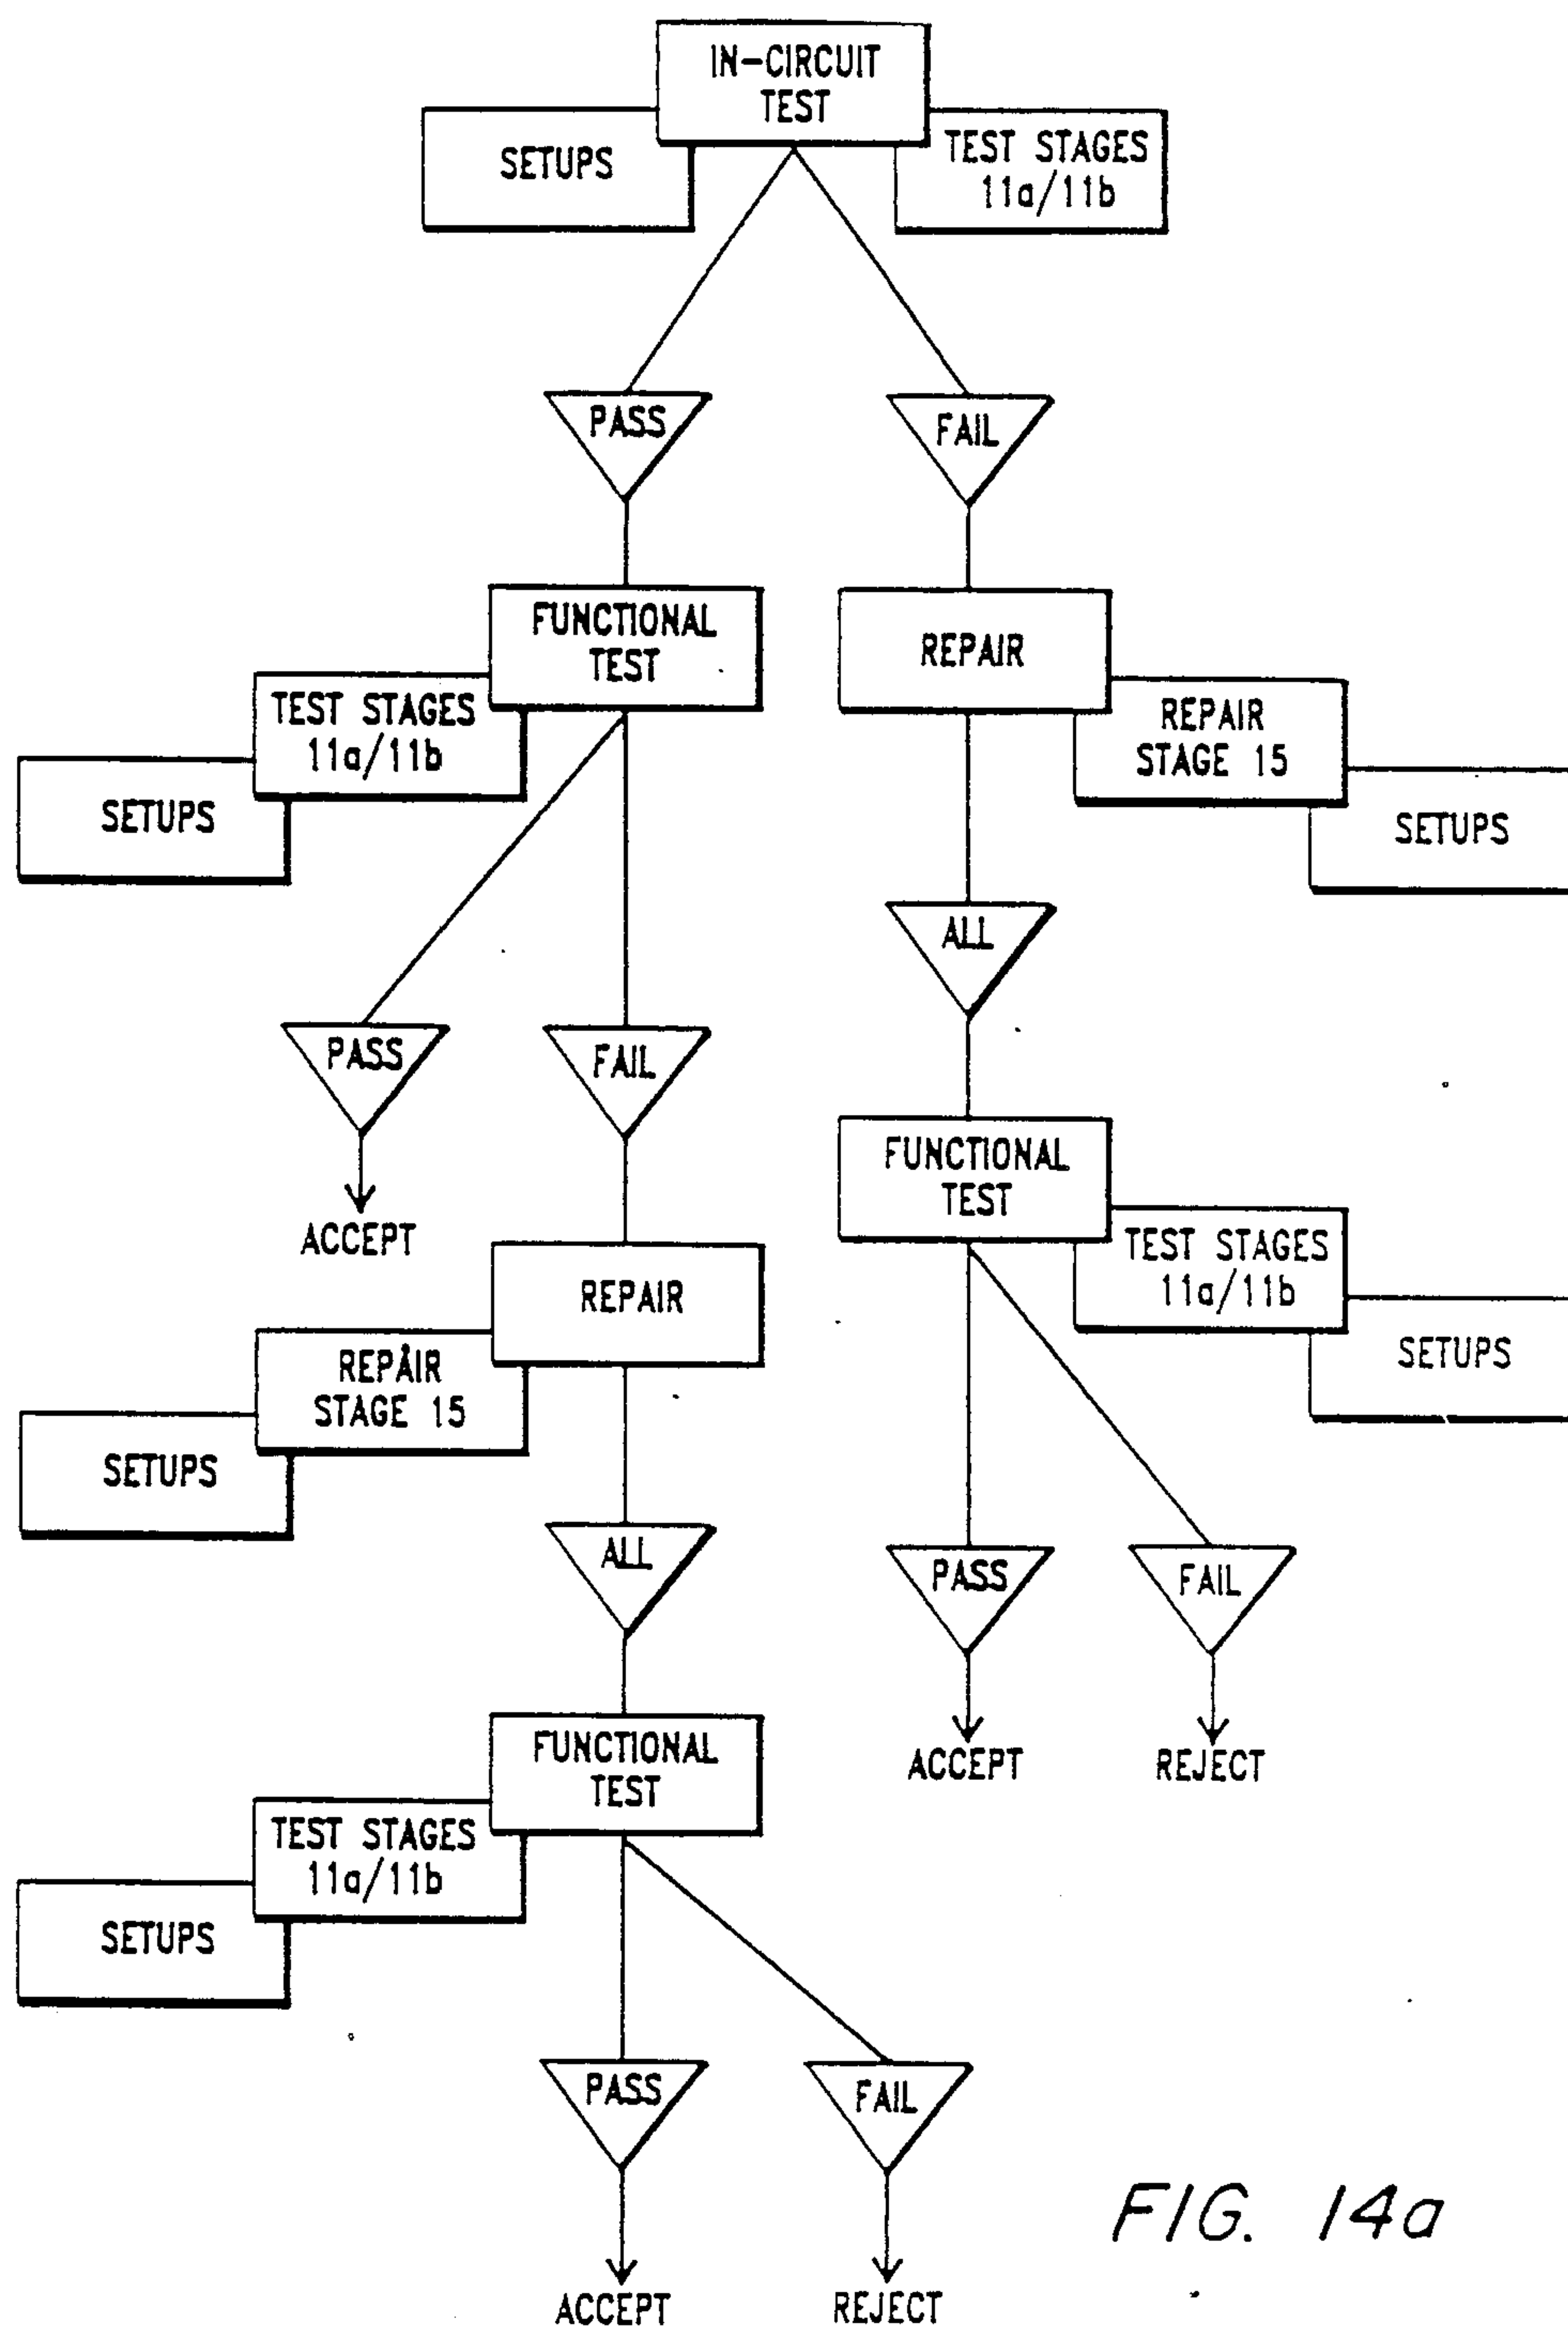 IN-CIRCUIT
TEST
SETUPS
TEST STAGES
11a/11b
PASS
FAIL
FUNCTIONAL
TEST
TEST STAGES
11a/11b
SETUPS
REPAIR
REPAIR
STAGE 15
SETUPS
ALL
PASS
FAIL
ACCEPT
FUNCTIONAL
TEST
TEST STAGES
11a/11b
SETUPS
REPAIR
REPAIR
STAGE 15
SETUPS
ALL
PASS
FAIL
ACCEPT
REJECT
FUNCTIONAL
TEST
TEST STAGES
11a/11b
SETUPS
PASS
FAIL
ACCEPT
REJECT
FIG. 14a